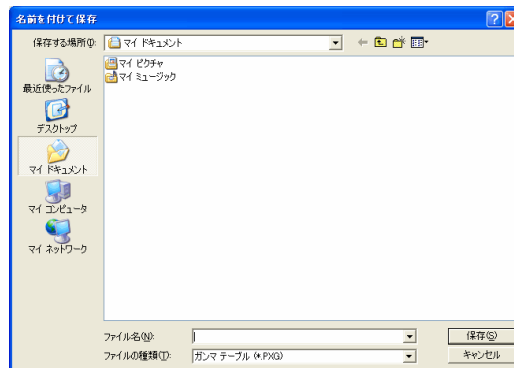 名前を付けて保存
保存する場所(I):
マイ ドキュメント
マイ ピクチャ
マイ ミュージック
最近使ったファイル
デスクトップ
マイ ドキュメント
マイ コンピュータ
マイ ネットワーク
ファイル名(N):
保存(S)
ファイルの種類(T):
ガンマ テーブル (*.PXG)
キャンセル